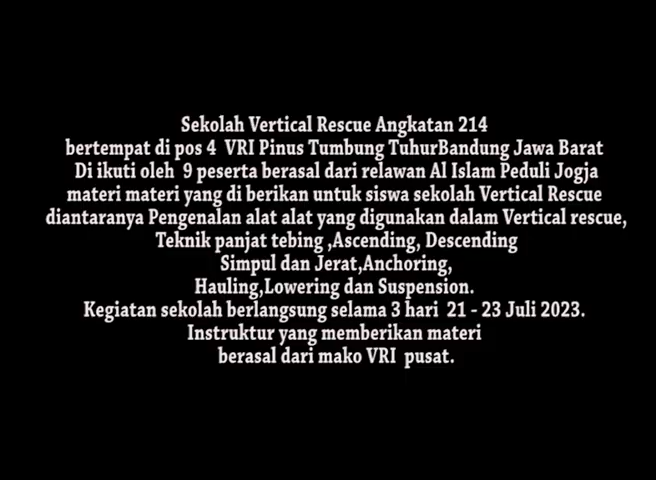 Sekolah Vertical Rescue Angkatan 214
bertempat di pos 4 VRI Pinus Tumbung TuhurBandung Jawa Barat
Di ikuti oleh 9 peserta berasal dari relawan Al Islam Peduli Jogja
materi materi yang di berikan untuk siswa sekolah Vertical Rescue
diantaranya Pengenalan alat alat yang digunakan dalam Vertical rescue,
Teknik panjat tebing ,Ascending, Descending
Simpul dan Jerat,Anchoring,
Hauling,Lowering dan Suspension.
Kegiatan sekolah berlangsung selama 3 hari 21 - 23 Juli 2023.
Instruktur yang memberikan materi
berasal dari mako VRI pusat.